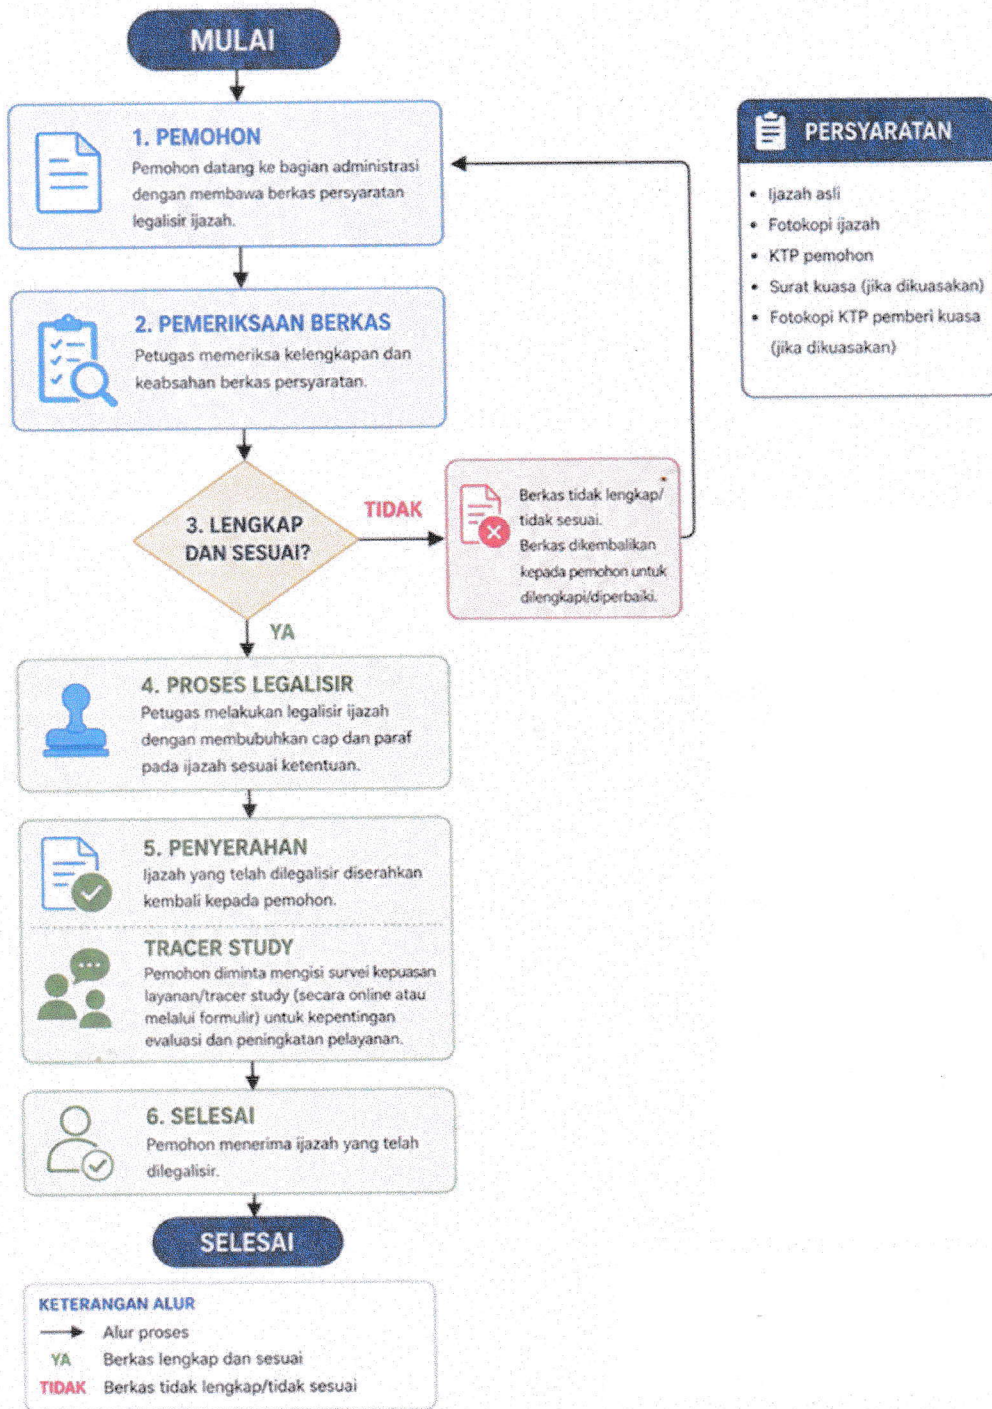 MULAI
1. PEMOHON
Pemohon datang ke bagian administrasi
dengan membawa berkas persyaratan
legalisir ijazah.
PERSYARATAN
• Ijazah asli
• Fotokopi ijazah
• KTP pemohon
• Surat kuasa (jika dikuasakan)
• Fotokopi KTP pemberi kuasa
(jika dikuasakan)
2. PEMERIKSAAN BERKAS
Petugas memeriksa kelengkapan dan
keabsahan berkas persyaratan.
3. LENGKAP
DAN SESUAI?
TIDAK
Berkas tidak lengkap/
tidak sesuai.
Berkas dikembalikan
kepada pemohon untuk
dilengkapi/diperbaiki.
YA
4. PROSES LEGALISIR
Petugas melakukan legalisir ijazah
dengan membubuhkan cap dan paraf
pada ijazah sesuai ketentuan.
5. PENYERAHAN
Ijazah yang telah dilegalisir diserahkan
kembali kepada pemohon.
TRACER STUDY
Pemohon diminta mengisi survei kepuasan
layanan/tracer study (secara online atau
melalui formulir) untuk kepentingan
evaluasi dan peningkatan pelayanan.
6. SELESAI
Pemohon menerima ijazah yang telah
dilegalisir.
SELESAI
KETERANGAN ALUR
Alur proses
YA Berkas lengkap dan sesuai
TIDAK Berkas tidak lengkap/tidak sesuai